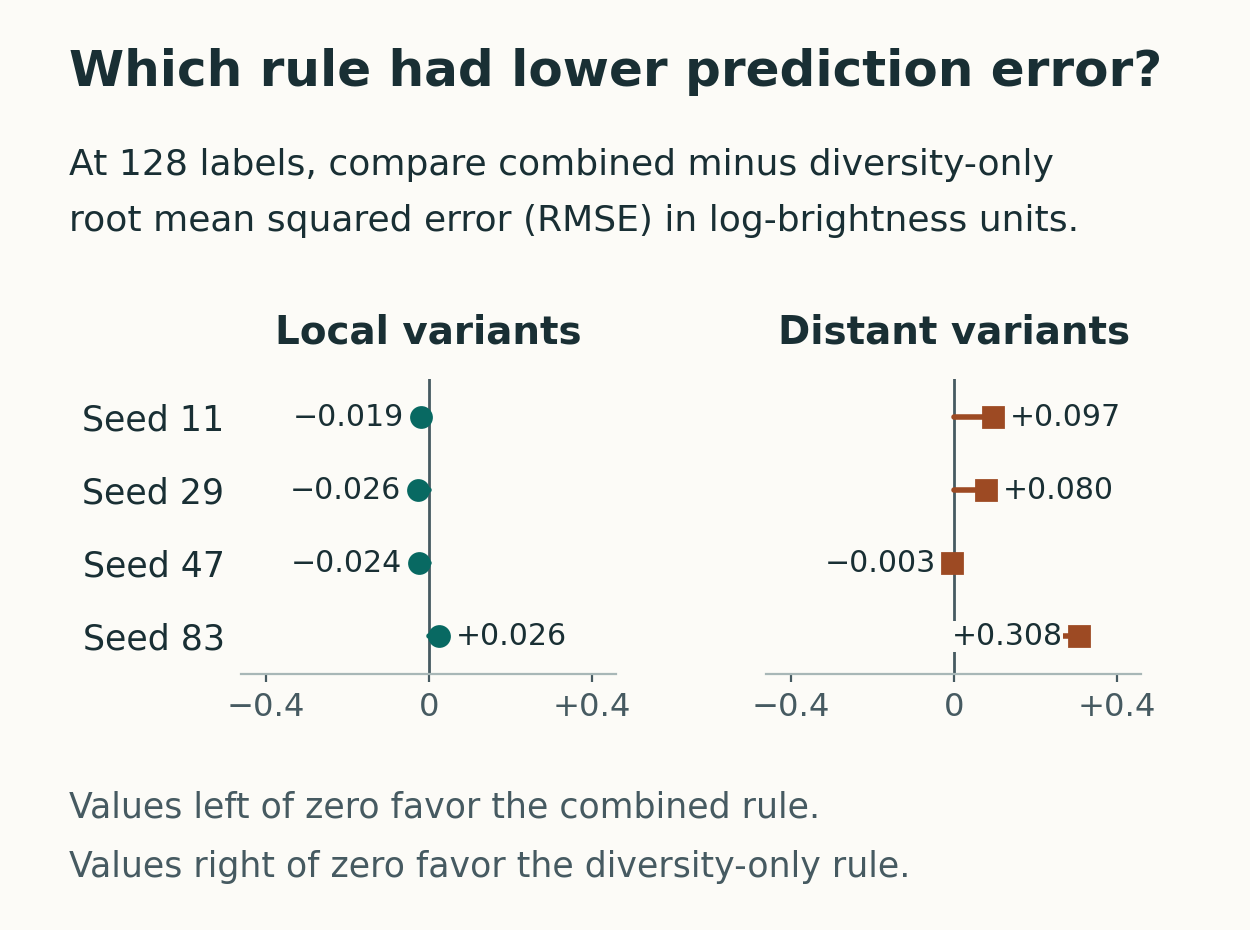 Which rule had lower prediction error?
At 128 labels, compare combined minus diversity-only
root mean squared error (RMSE) in log-brightness units.
Local variants
Distant variants
Seed 11 −0.019 +0.097
Seed 29 −0.026 +0.080
Seed 47 −0.024 −0.003
Seed 83 +0.026 +0.308
−0.4 0 +0.4 −0.4 0 +0.4
Values left of zero favor the combined rule.
Values right of zero favor the diversity-only rule.